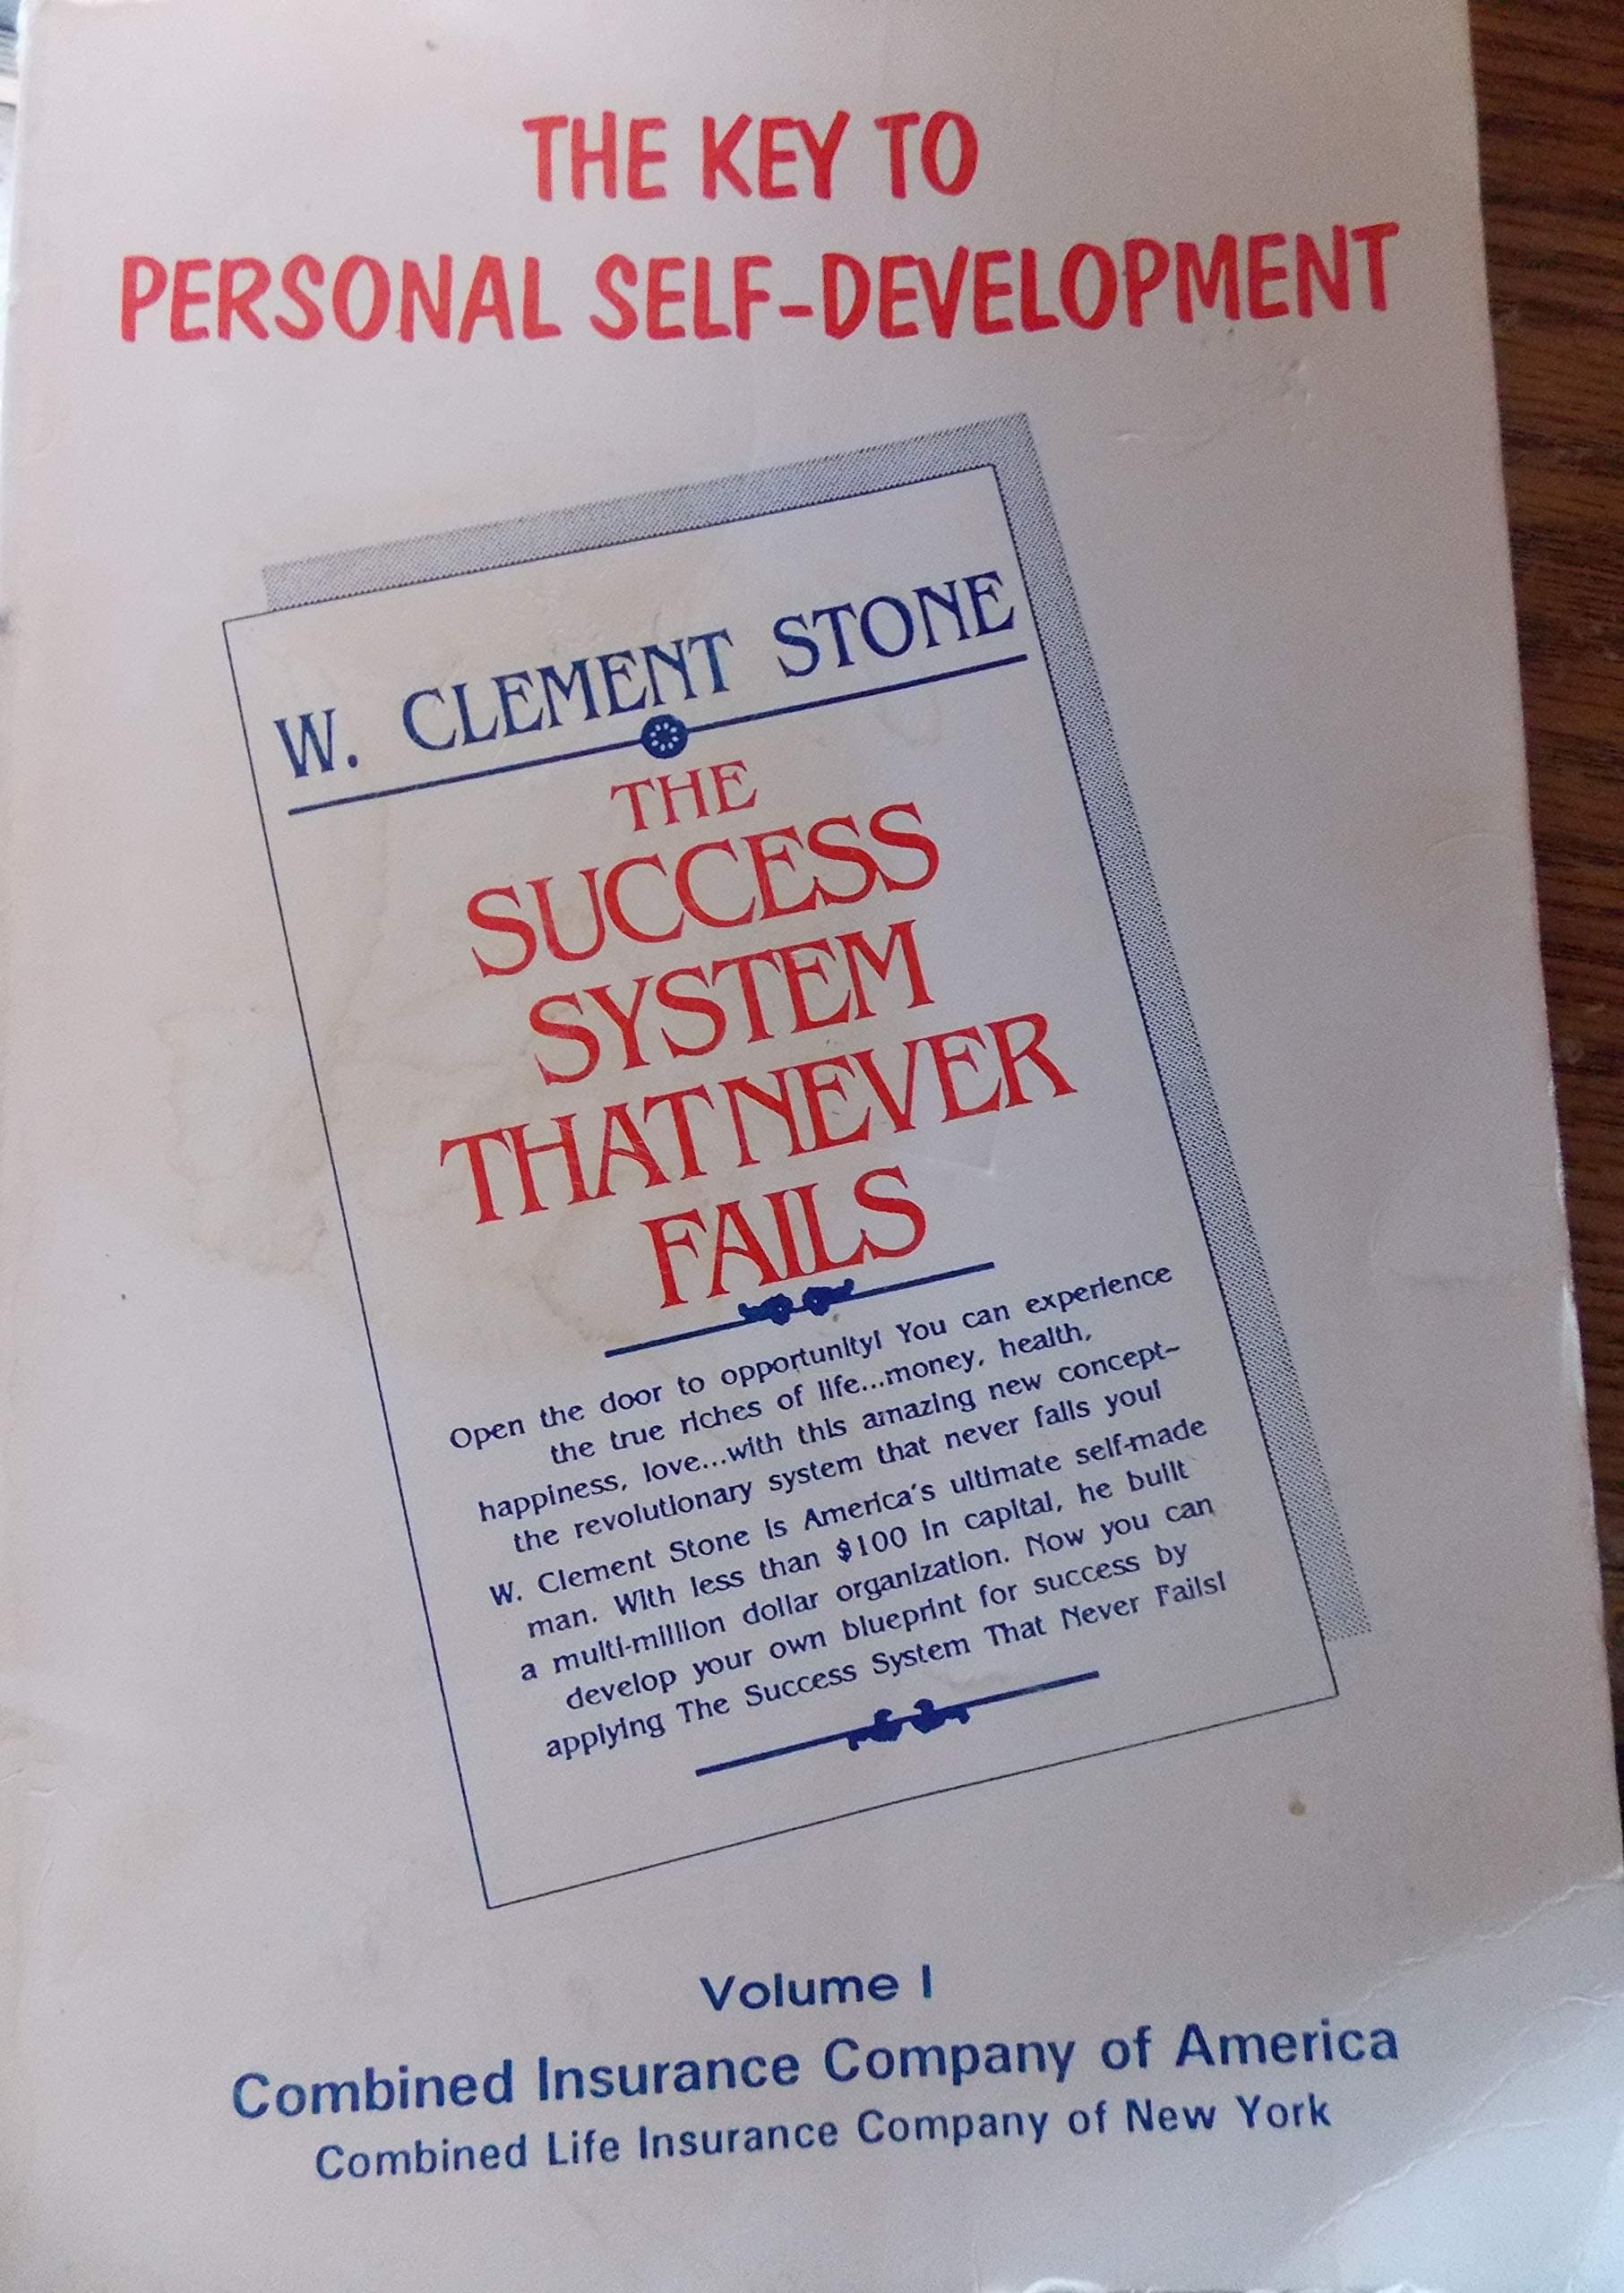 THE KEY TO
PERSONAL SELF-DEVELOPMENT
W. CLEMENT STONE
THE
SUCCESS
SYSTEM
THAT NEVER
FAILS
Open the door to opportunity! You can experience
the true riches of life...money, health,
happiness, love...with this amazing new concept-
the revolutionary system that never fails you!
W. Clement Stone is America's ultimate self-made
man. With less than $100 in capital, he built
a multi-million dollar organization. Now you can
develop your own blueprint for success by
applying The Success System That Never Fails!
Volume I
Combined Insurance Company of America
Combined Life Insurance Company of New York